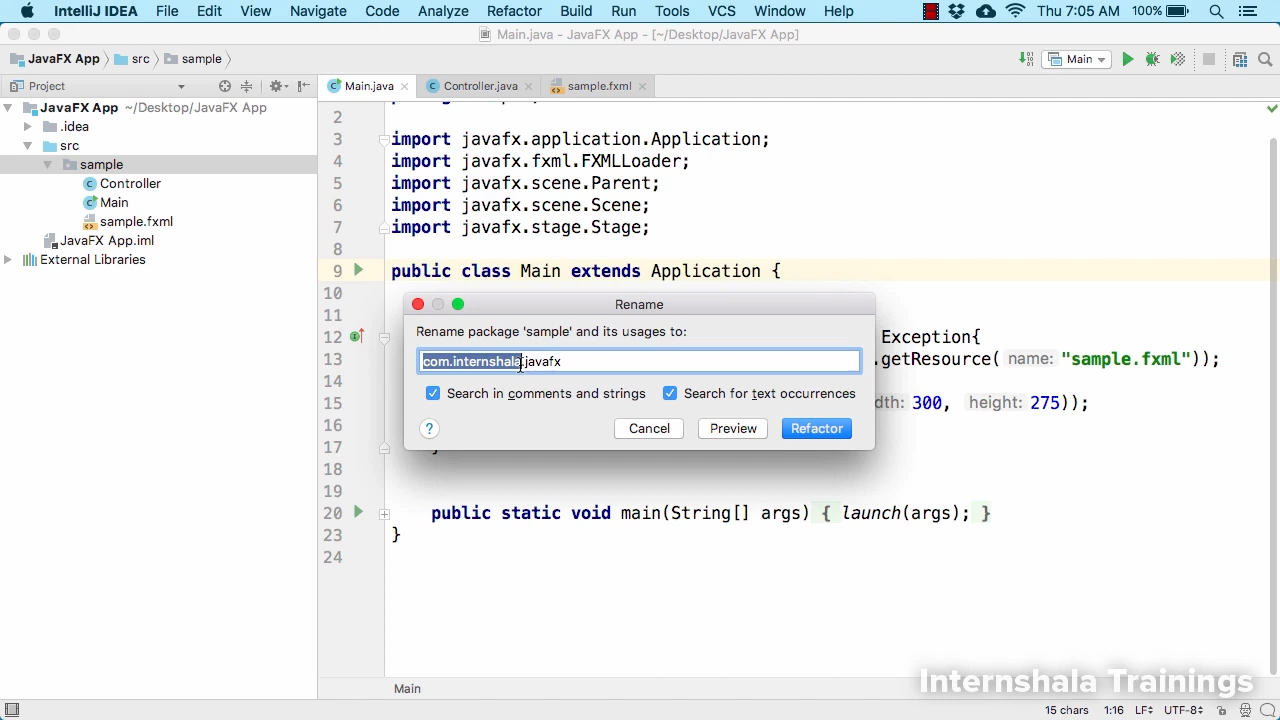 IntelliJ IDEA File Edit View Navigate Code Analyze Refactor Build Run Tools VCS Window Help Thu 7:05 AM 100%
Main.java - JavaFX App - [~/Desktop/JavaFX App]
JavaFX App src sample Main
Project Main.java Controller.java sample.fxml
JavaFX App ~/Desktop/JavaFX App
.idea
src
sample
Controller
Main
sample.fxml
JavaFX App.iml
External Libraries
2
3 import javafx.application.Application;
4 import javafx.fxml.FXMLLoader;
5 import javafx.scene.Parent;
6 import javafx.scene.Scene;
7 import javafx.stage.Stage;
8
9 public class Main extends Application {
10
11
12 Exception{
13 .getResource( name: "sample.fxml"));
14
15 dth: 300, height: 275));
16
17
18
19
20 public static void main(String[] args) { launch(args); }
23 }
24
Rename
Rename package 'sample' and its usages to:
com.internshala.javafx
Search in comments and strings Search for text occurrences
? Cancel Preview Refactor
Main
Internshala Trainings
15 chars 1:16 LF UTF-8